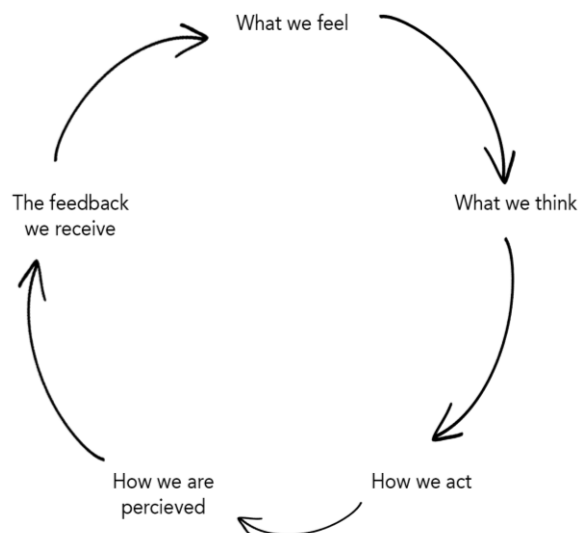 What we feel
What we think
How we act
How we are
percieved
The feedback
we receive